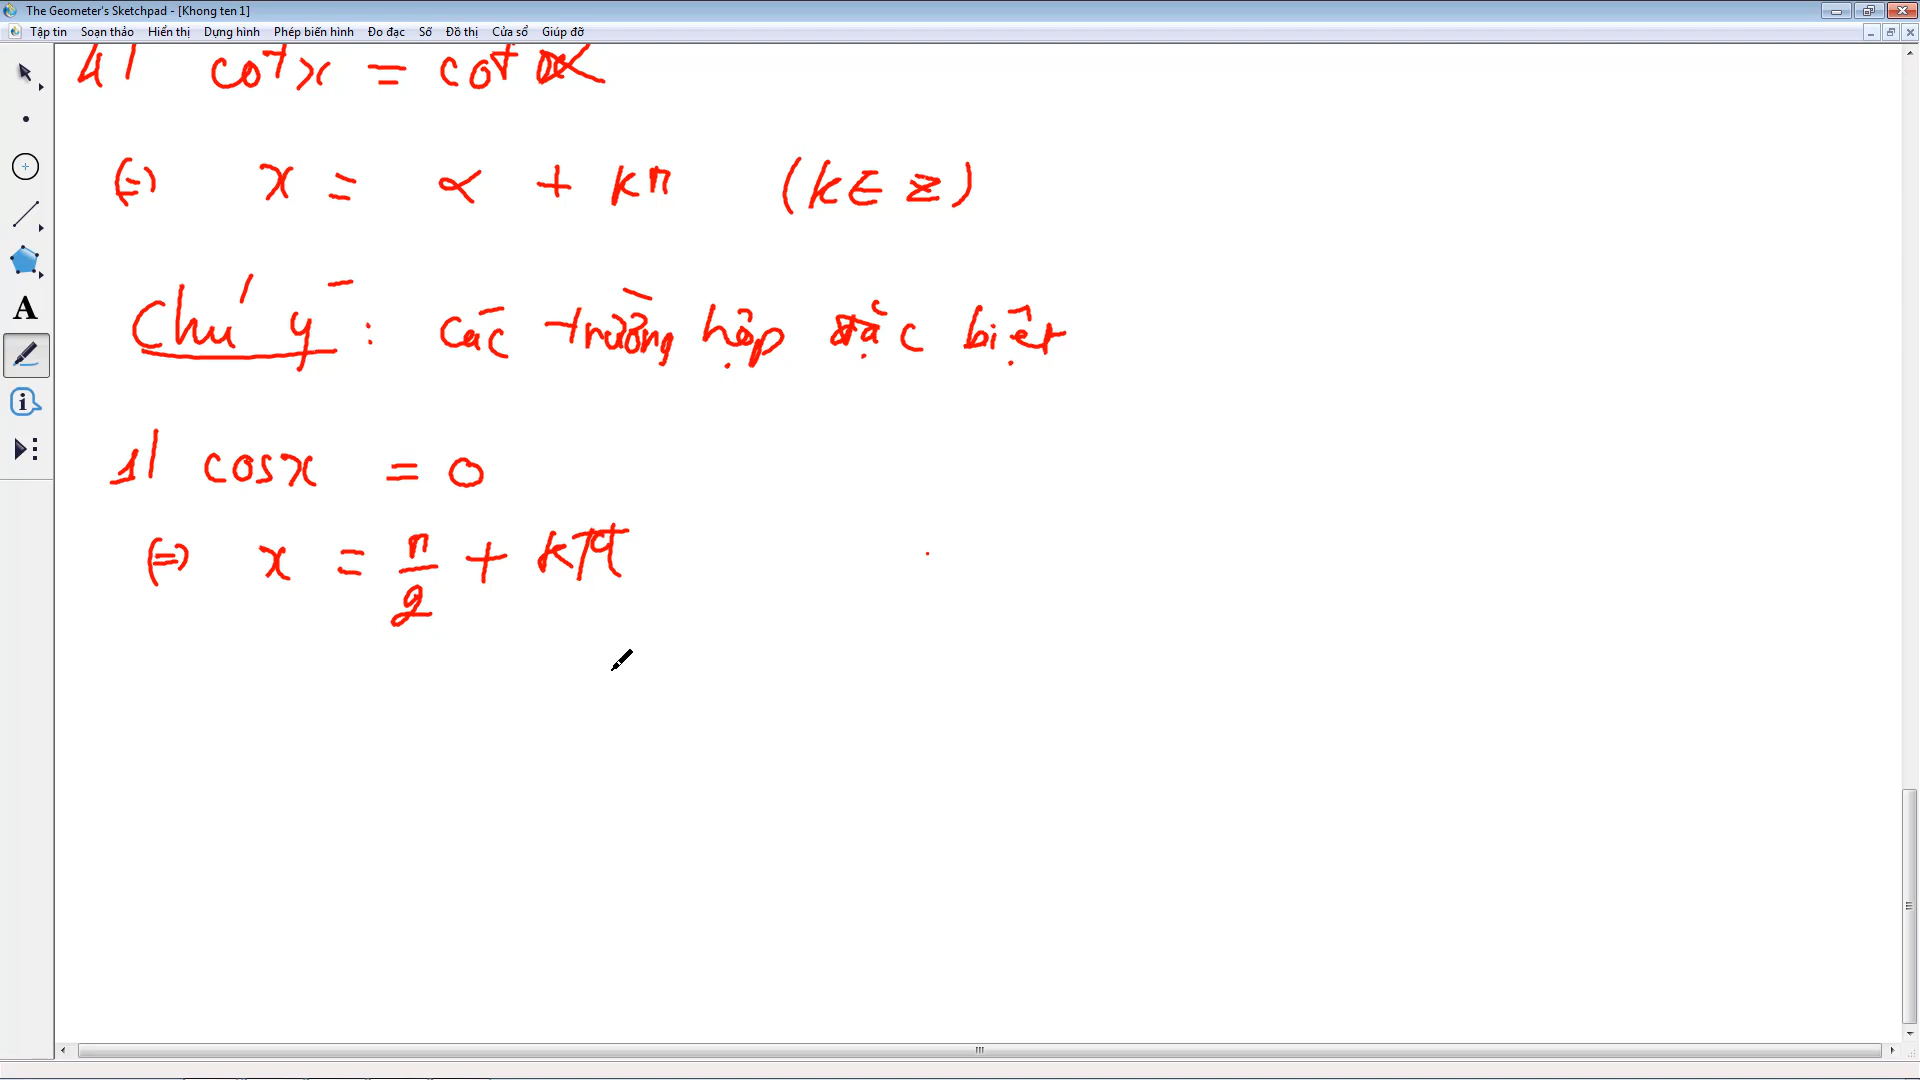 The Geometer's Sketchpad - [Khong ten 1]
Tập tin Soạn thảo Hiển thị Dựng hình Phép biến hình Đo đạc Số Đồ thị Cửa sổ Giúp đỡ
4) cot x = cot α
⇔ x = α + kπ (k ∈ Z)
Chú ý : các trường hợp đặc biệt
1) cosx = 0
⇔ x = π/2 + kπ